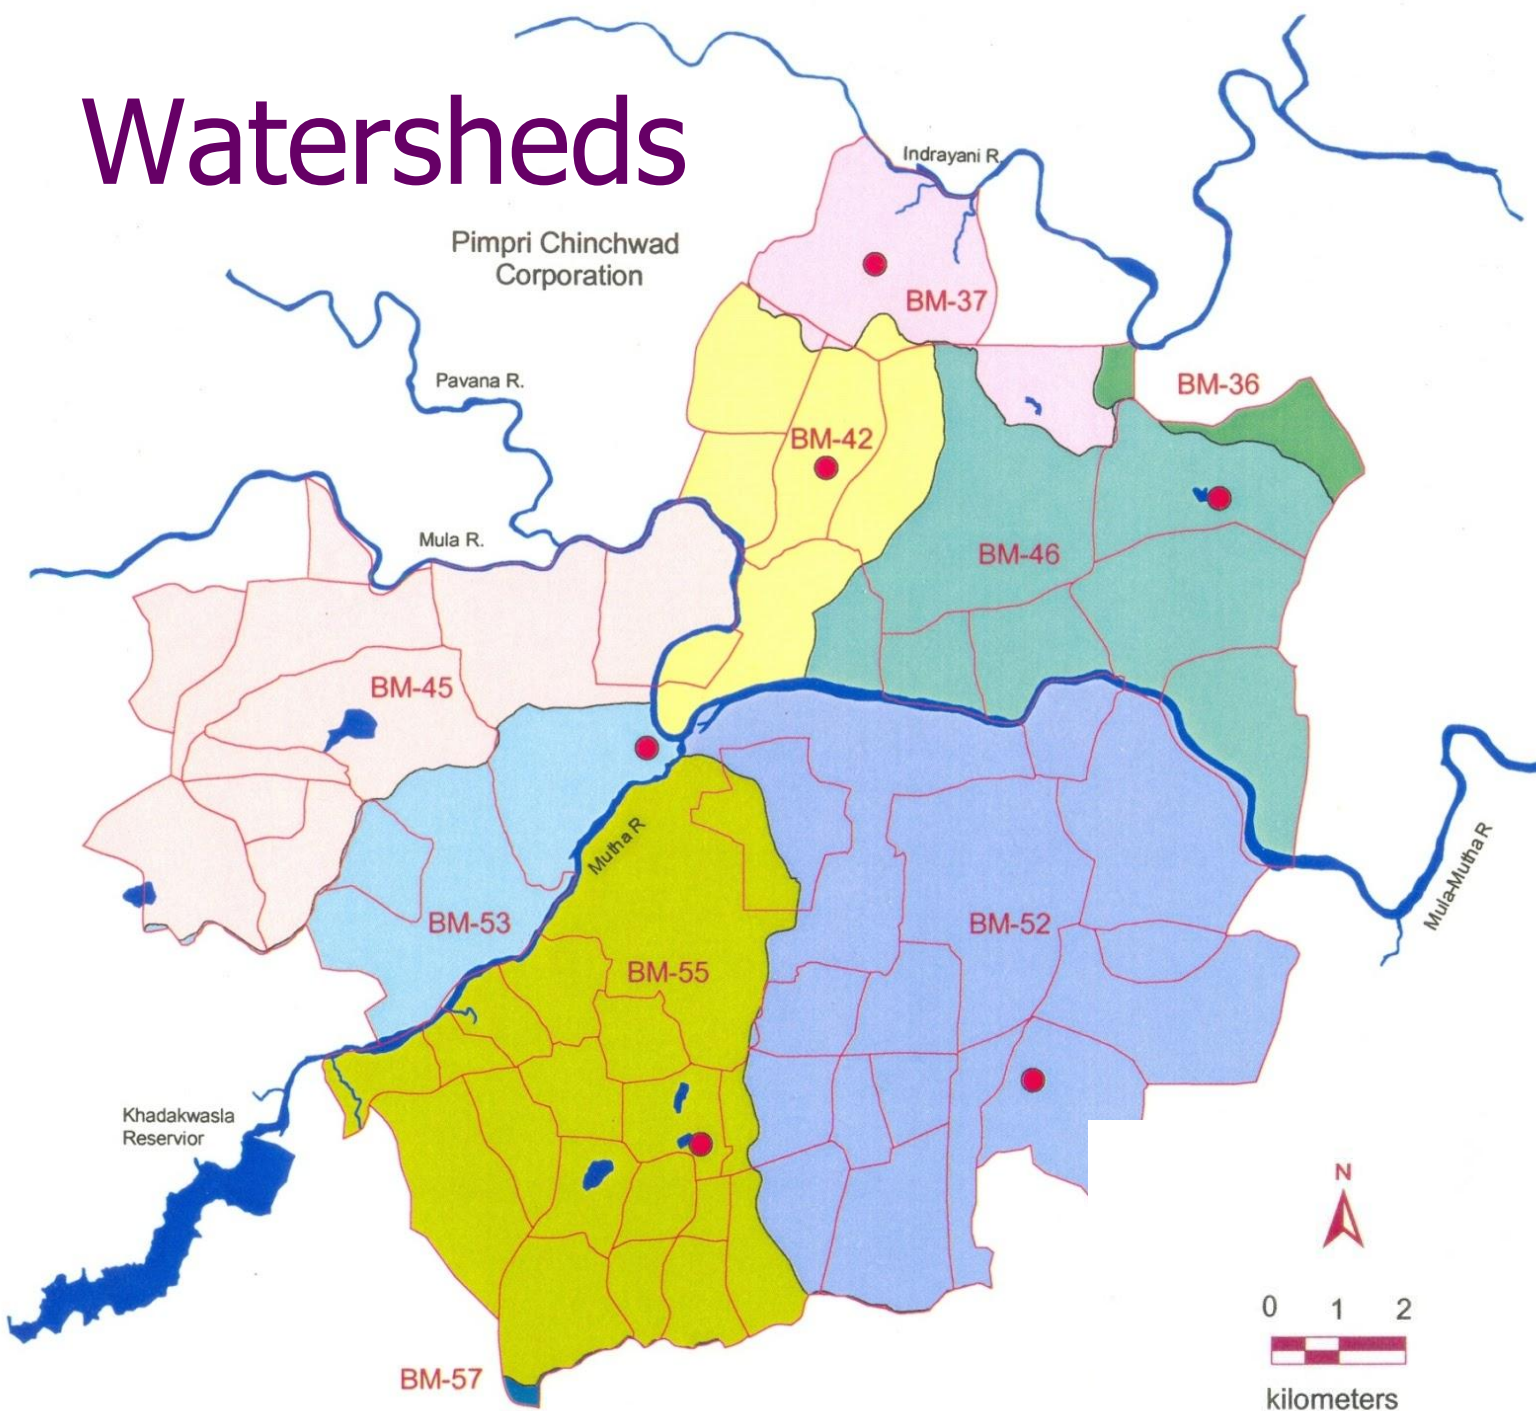 Watersheds
Indrayani R.
Pimpri Chinchwad
Corporation
BM-37
Pavana R.
BM-36
BM-42
Mula R.
BM-46
BM-45
Mutha R
Mula-Mutha R
BM-53
BM-52
BM-55
Khadakwasla
Reservior
N
0 1 2
BM-57
kilometers